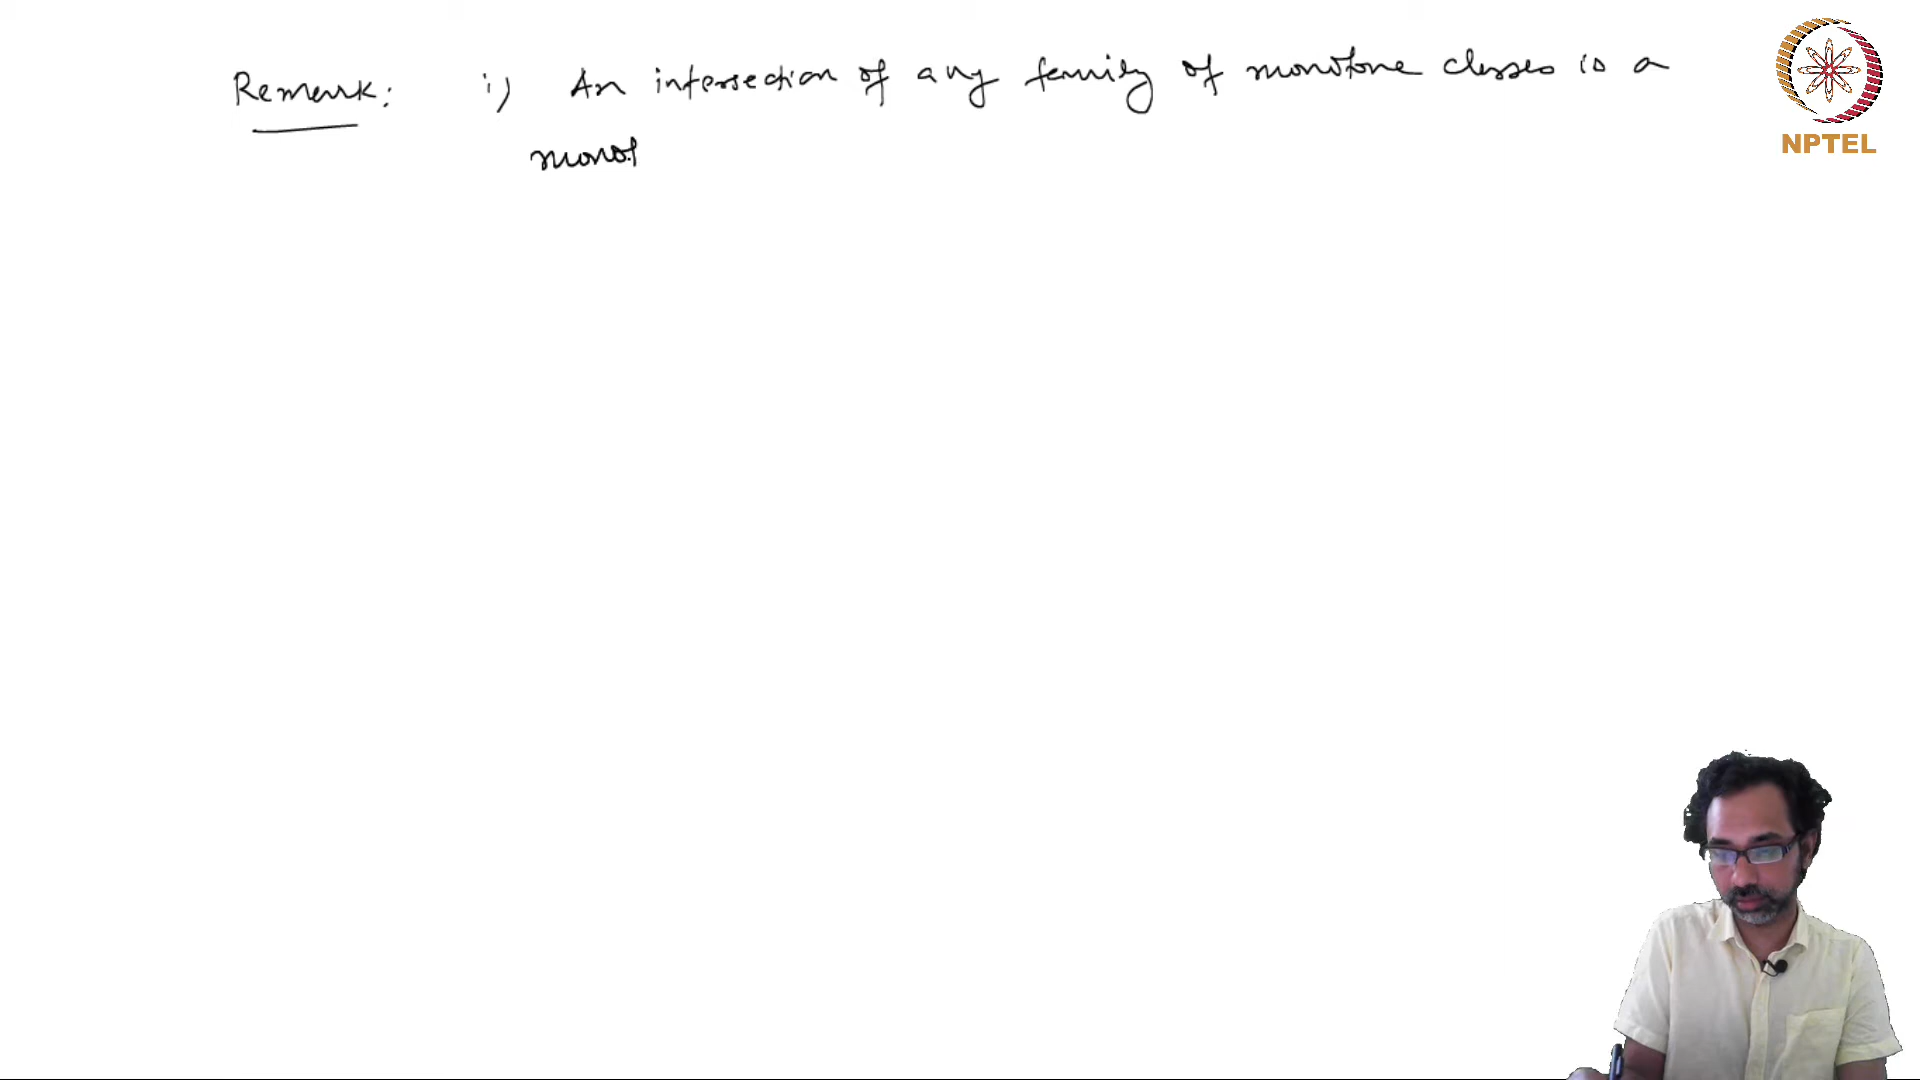 Remark: i) An intersection of any family of monotone classes is a
monot
NPTEL